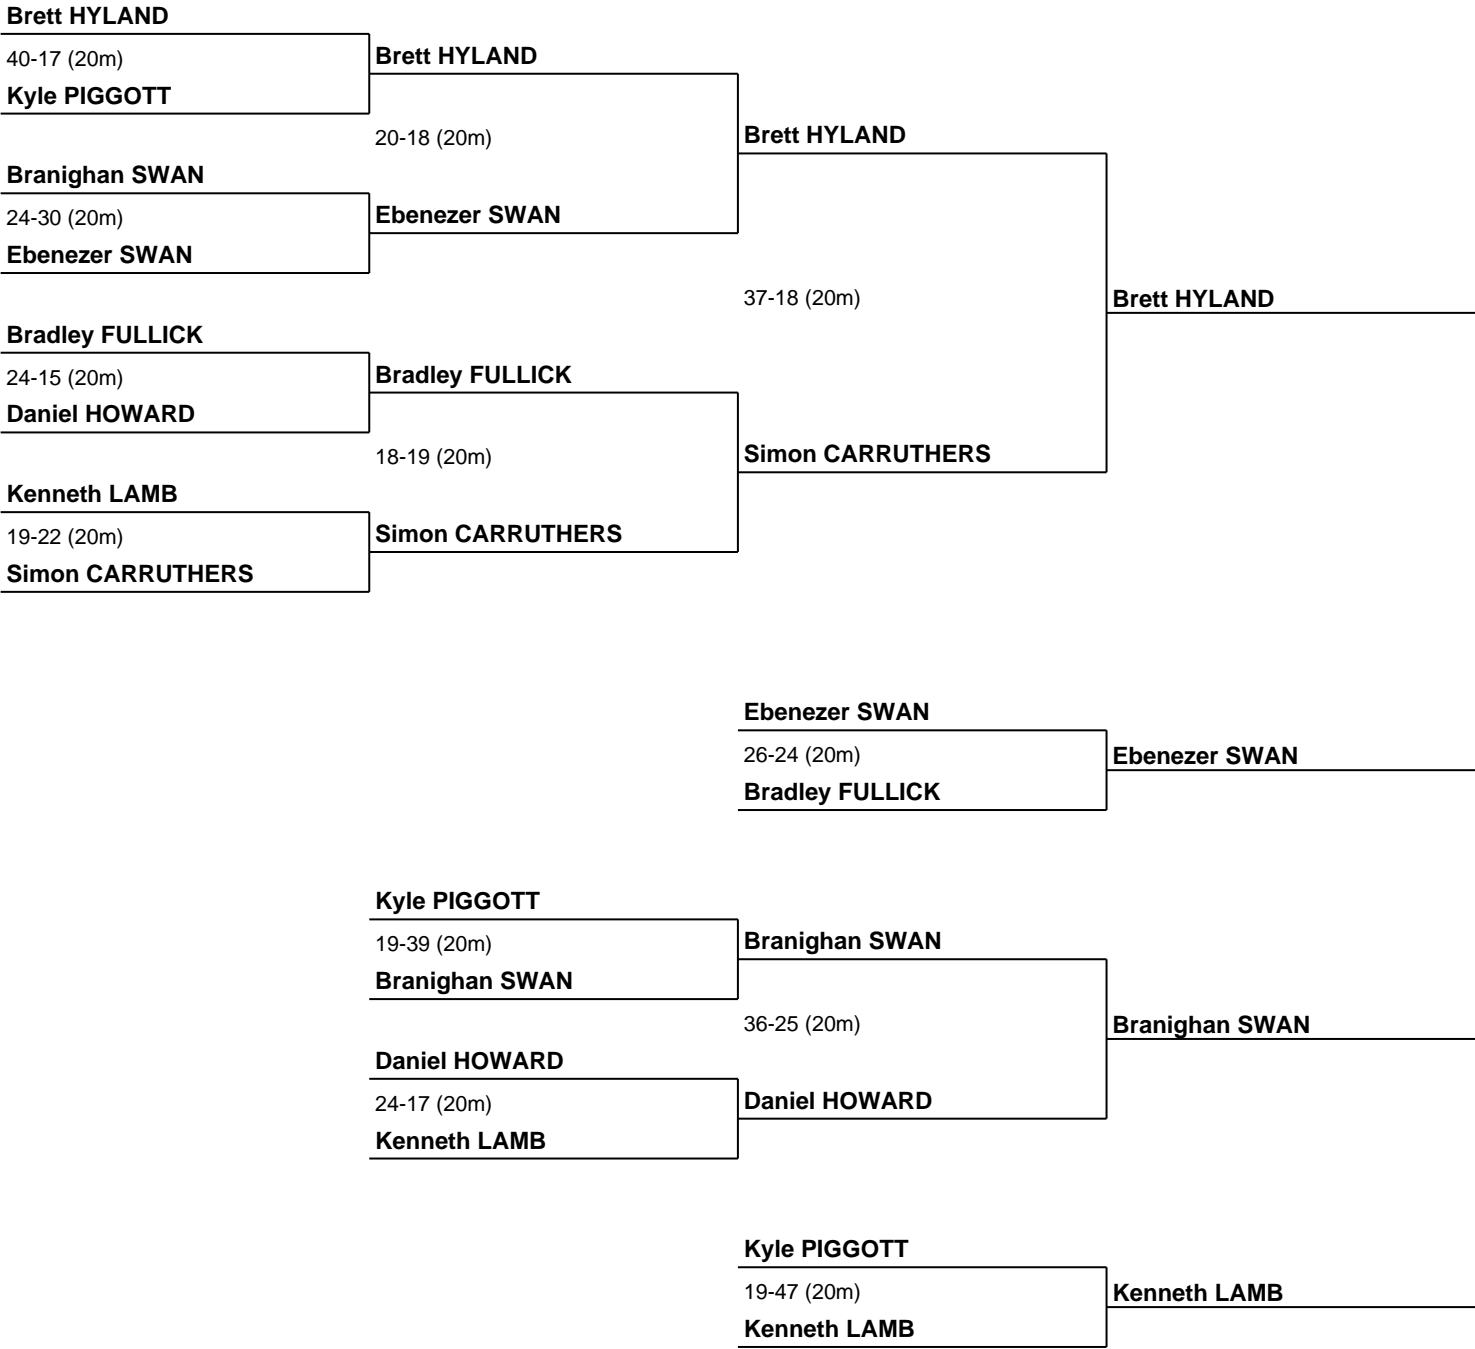 Brett HYLAND
40-17 (20m)
Brett HYLAND
Kyle PIGGOTT
20-18 (20m)
Brett HYLAND
Branighan SWAN
24-30 (20m)
Ebenezer SWAN
Ebenezer SWAN
37-18 (20m)
Brett HYLAND
Bradley FULLICK
24-15 (20m)
Bradley FULLICK
Daniel HOWARD
18-19 (20m)
Simon CARRUTHERS
Kenneth LAMB
19-22 (20m)
Simon CARRUTHERS
Simon CARRUTHERS
Ebenezer SWAN
26-24 (20m)
Ebenezer SWAN
Bradley FULLICK
Kyle PIGGOTT
19-39 (20m)
Branighan SWAN
Branighan SWAN
36-25 (20m)
Branighan SWAN
Daniel HOWARD
24-17 (20m)
Daniel HOWARD
Kenneth LAMB
Kyle PIGGOTT
19-47 (20m)
Kenneth LAMB
Kenneth LAMB